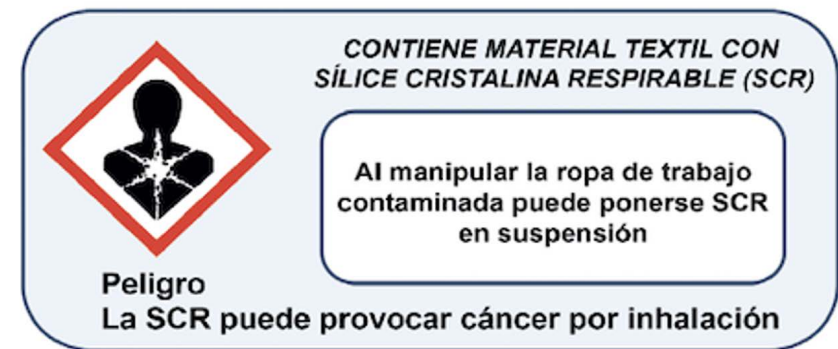 CONTIENE MATERIAL TEXTIL CON
SÍLICE CRISTALINA RESPIRABLE (SCR)
Al manipular la ropa de trabajo
contaminada puede ponerse SCR
en suspensión
Peligro
La SCR puede provocar cáncer por inhalación